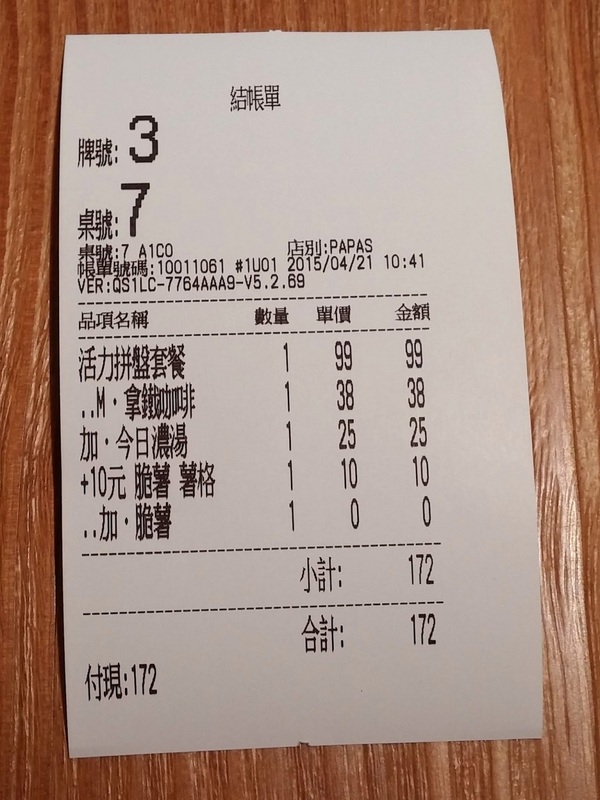 結帳單
牌號: 3
桌號: 7
桌號:7 A1CO 店別:PAPAS
帳單號碼:10011061 #1U01 2015/04/21 10:41
VER:QS1LC-7764AAA9-V5.2.69
品項名稱 數量 單價 金額
活力拼盤套餐 1 99 99
..M·拿鐵咖啡 1 38 38
加·今日濃湯 1 25 25
+10元 脆薯 薯格 1 10 10
..加·脆薯 1 0 0
小計: 172
合計: 172
付現:172